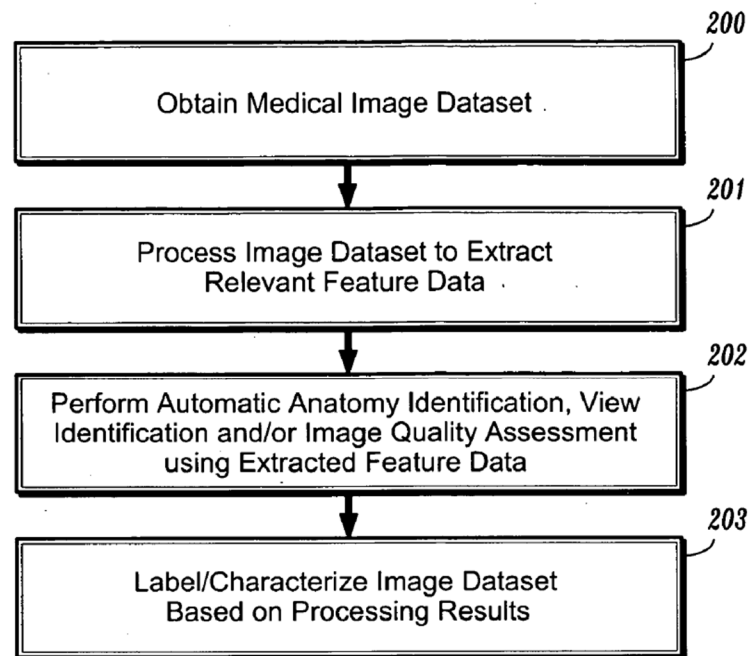 200
Obtain Medical Image Dataset
201
Process Image Dataset to Extract
Relevant Feature Data
202
Perform Automatic Anatomy Identification, View
Identification and/or Image Quality Assessment
using Extracted Feature Data
203
Label/Characterize Image Dataset
Based on Processing Results